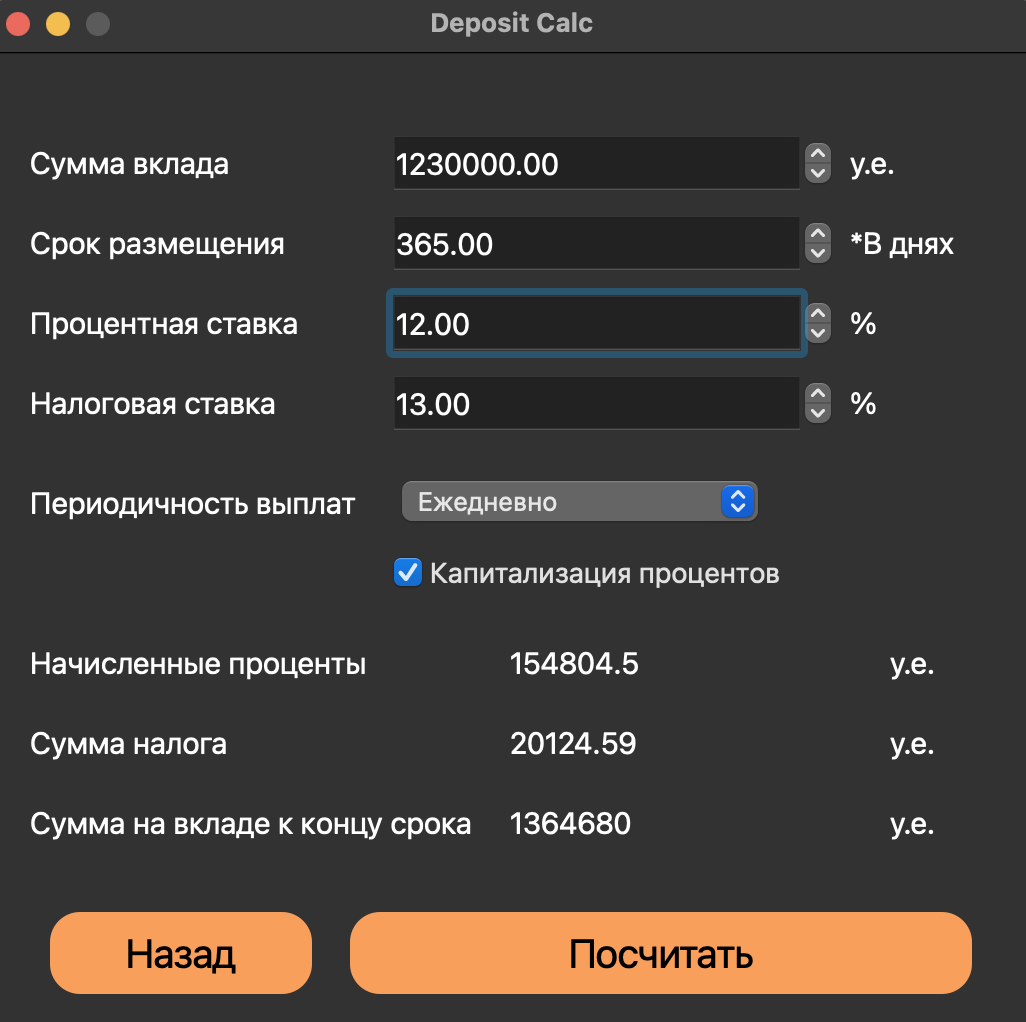 Deposit Calc
Сумма вклада 1230000.00 у.е.
Срок размещения 365.00 *В днях
Процентная ставка 12.00 %
Налоговая ставка 13.00 %
Периодичность выплат Ежедневно
Капитализация процентов
Начисленные проценты 154804.5 у.е.
Сумма налога 20124.59 у.е.
Сумма на вкладе к концу срока 1364680 у.е.
Назад Посчитать